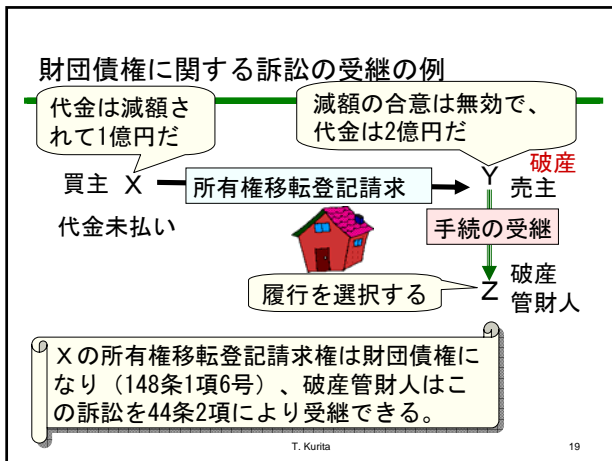 財団債権に関する訴訟の受継の例
代金は減額さ
れて1億円だ
減額の合意は無効で、
代金は2億円だ
破産
買主 X
所有権移転登記請求
Y
売主
代金未払い
手続の受継
履行を選択する
Z 破産
管財人
Xの所有権移転登記請求権は財団債権に
なり（148条1項6号）、破産管財人はこ
の訴訟を44条2項により受継できる。
T. Kurita
19